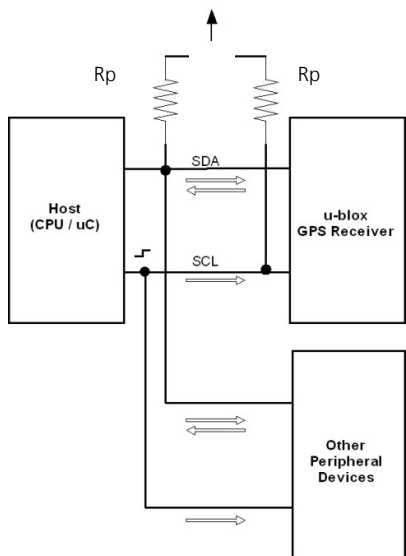 Rp
Rp
SDA
Host
(CPU / uC)
u-blox
GPS Receiver
SCL
Other
Peripheral
Devices